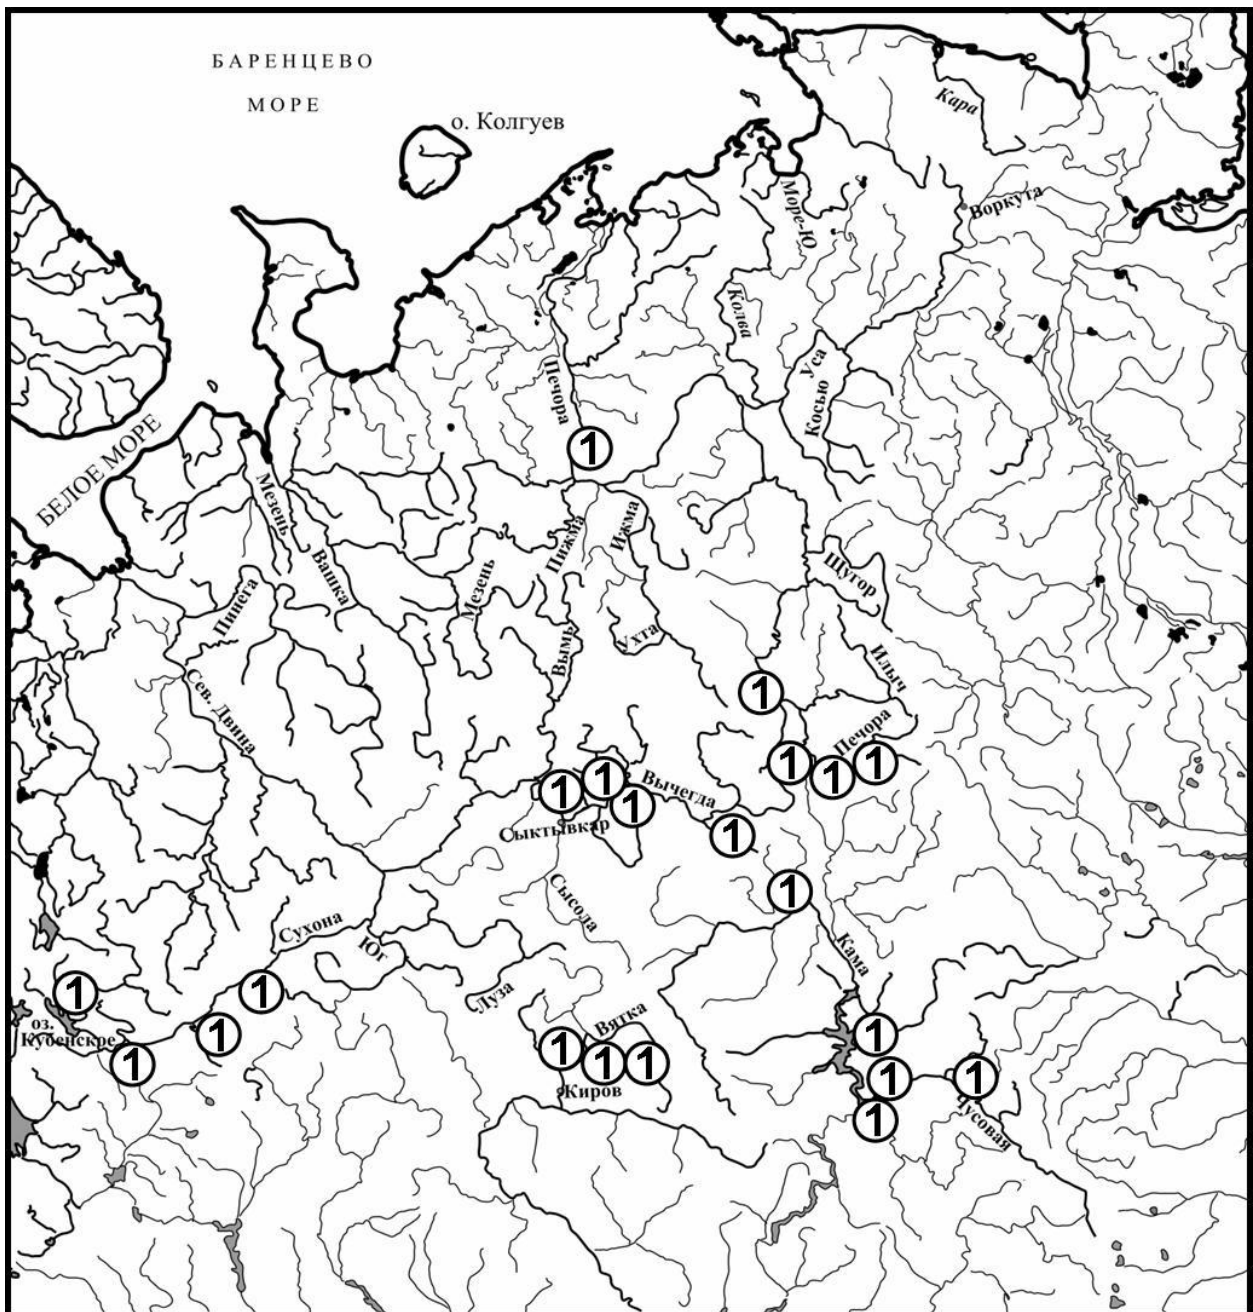 БАРЕНЦЕВО
МОРЕ
о. Колгуев
Кара
Воркута
Море-Ю
Колва
Уса
Косью
Печора
БЕЛОЕ МОРЕ
1
Мезень
Вашка
Пижма
Ижма
Мезень
Щугор
Пинега
Вымь
Ухта
Илыч
Сев. Двина
1
Печора
1
1
1
1
1
1
Вычегда
Сыктывкар
1
1
Сысола
Сухона
Юг
Кама
Луза
1
1
оз.
Кубенское
1
1
Вятка
1
1
1
1
1
1
1
Киров
Чусовая
1